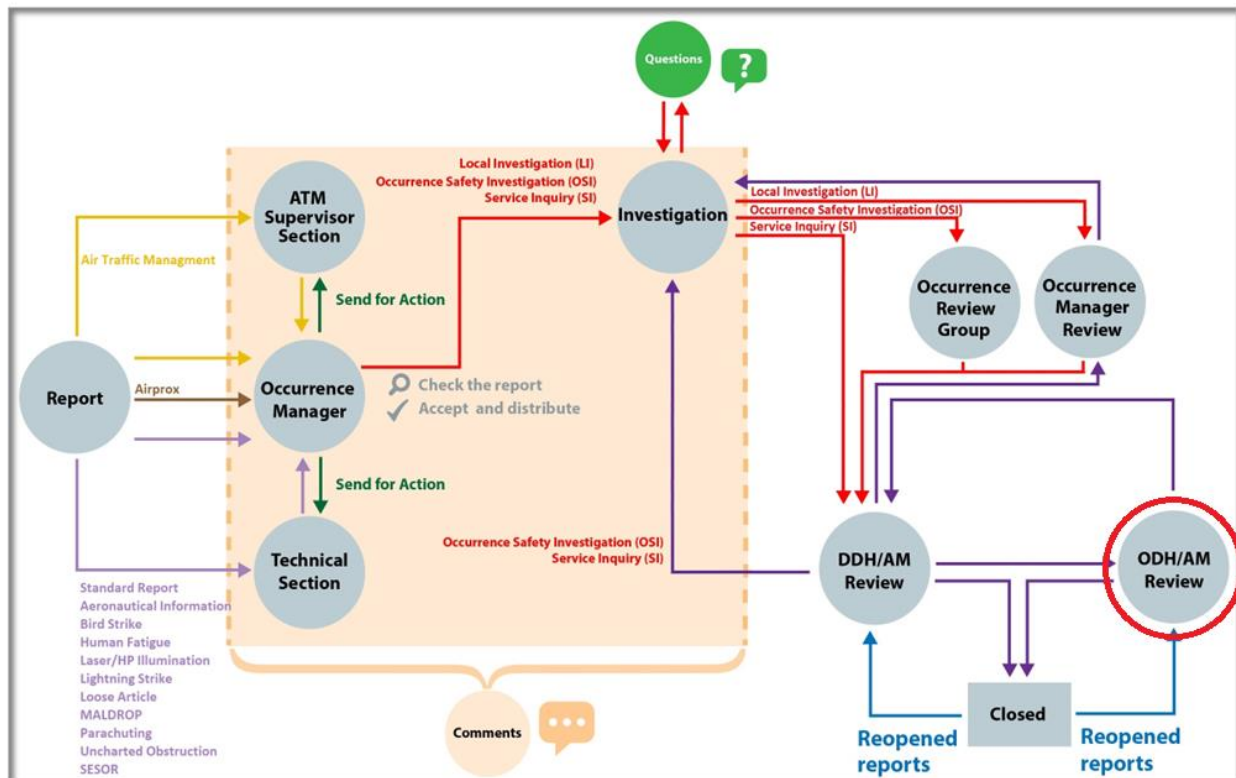 Questions
?
Local Investigation (LI)
Occurrence Safety Investigation (OSI)
Service Inquiry (SI)
ATM
Supervisor
Section
Investigation
Local Investigation (LI)
Occurrence Safety Investigation (OSI)
Service Inquiry (SI)
Air Traffic Managment
Send for Action
Occurrence
Review
Group
Occurrence
Manager
Review
Report
Airprox
Occurrence
Manager
Check the report
Accept and distribute
Send for Action
Technical
Section
Occurrence Safety Investigation (OSI)
Service Inquiry (SI)
DDH/AM
Review
ODH/AM
Review
Standard Report
Aeronautical Information
Bird Strike
Human Fatigue
Laser/HP Illumination
Lightning Strike
Loose Article
MALDROP
Parachuting
Uncharted Obstruction
SESOR
Comments
Closed
Reopened
reports
Reopened
reports